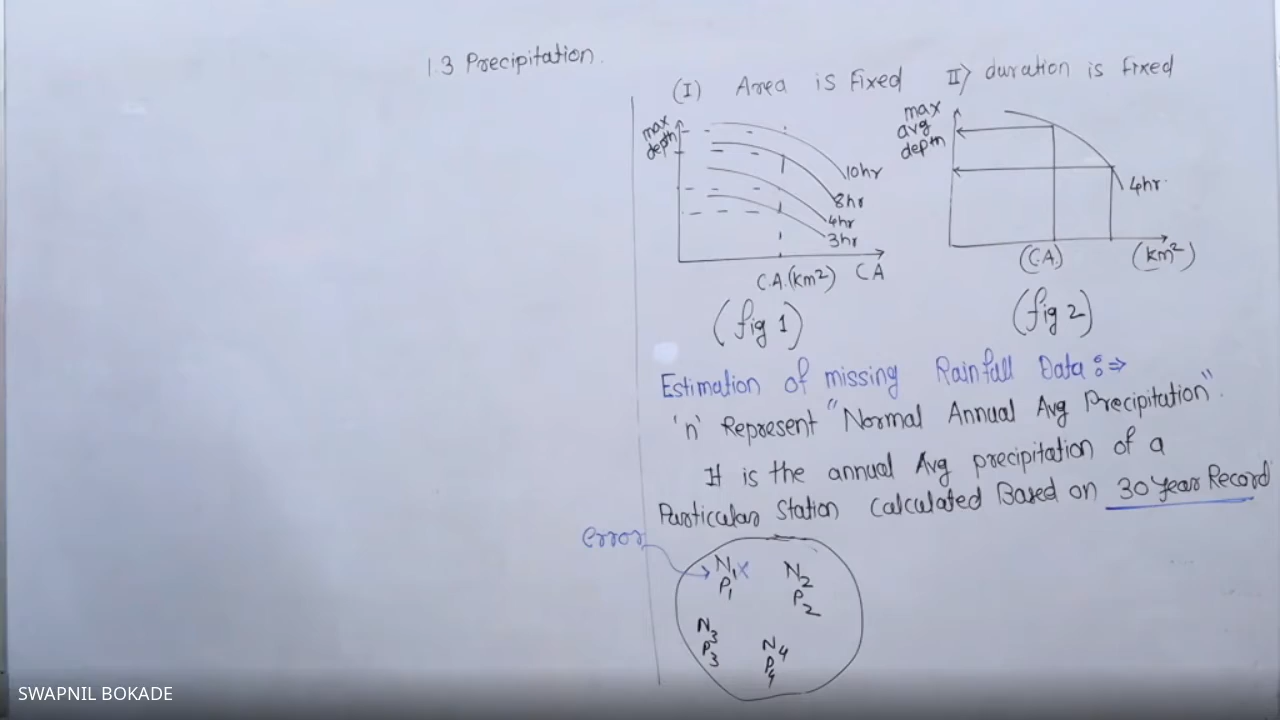 1.3 Precipitation.
(I) Area is Fixed
II) duration is fixed
max
depth
10hr
8hr
4hr
3hr
C.A.(km²) CA
(fig 1)
max
avg
depth
4hr.
(C.A.) (km²)
(fig 2)
Estimation of missing Rainfall Data :⇒
'n' Represent "Normal Annual Avg Precipitation".
It is the annual Avg precipitation of a
Particular Station Calculated Based on 30 year Record
error
N₁ x N₂
P₁ P₂
N₃ N₄
P₃ P₄
SWAPNIL BOKADE